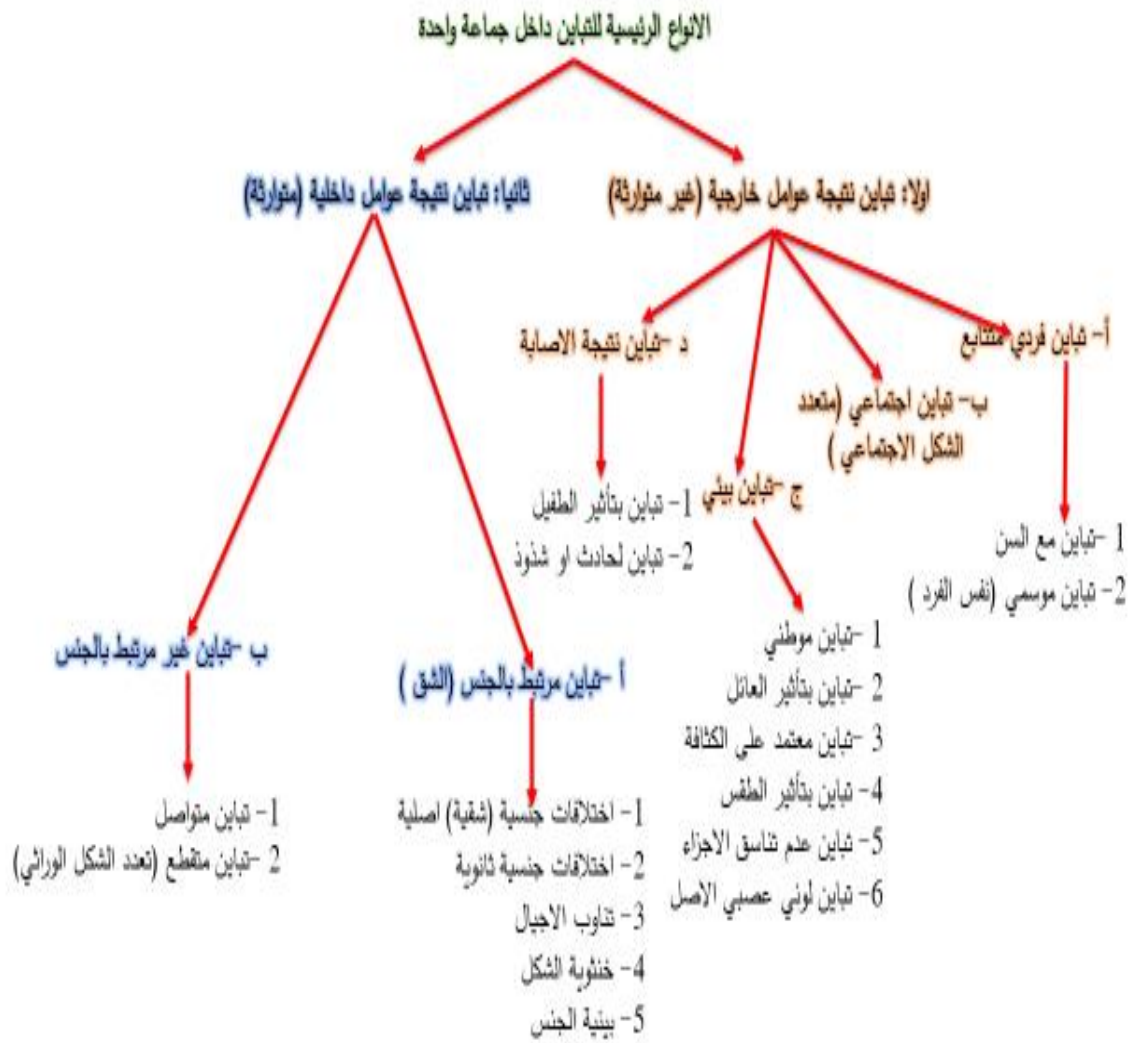 الانواع الرئيسية للتباين داخل جماعة واحدة
اولا: تباين نتيجة عوامل خارجية (غير متوارثة)
ثانيا: تباين نتيجة عوامل داخلية (متوارثة)
أ- تباين فردي متتابع
1 -تباين مع السن
2- تباين موسمي (نفس الفرد )
ب- تباين اجتماعي (متعدد
الشكل الاجتماعي )
ج -تباين بيئي
1 -تباين موطني
2 -تباين بتأثير العائل
3 -تباين معتمد على الكثافة
4- تباين بتأثير الطقس
5- تباين عدم تناسق الاجزاء
6- تباين لوني عصبي الاصل
د -تباين نتيجة الاصابة
1- تباين بتأثير الطفيل
2- تباين لحادث او شذوذ
أ -تباين مرتبط بالجنس (الشق )
1- اختلافات جنسية (شقية) اصلية
2- اختلافات جنسية ثانوية
3- تناوب الاجيال
4- خنثوية الشكل
5- بينية الجنس
ب -تباين غير مرتبط بالجنس
1- تباين متواصل
2 -تباين متقطع (تعدد الشكل الوراثي)